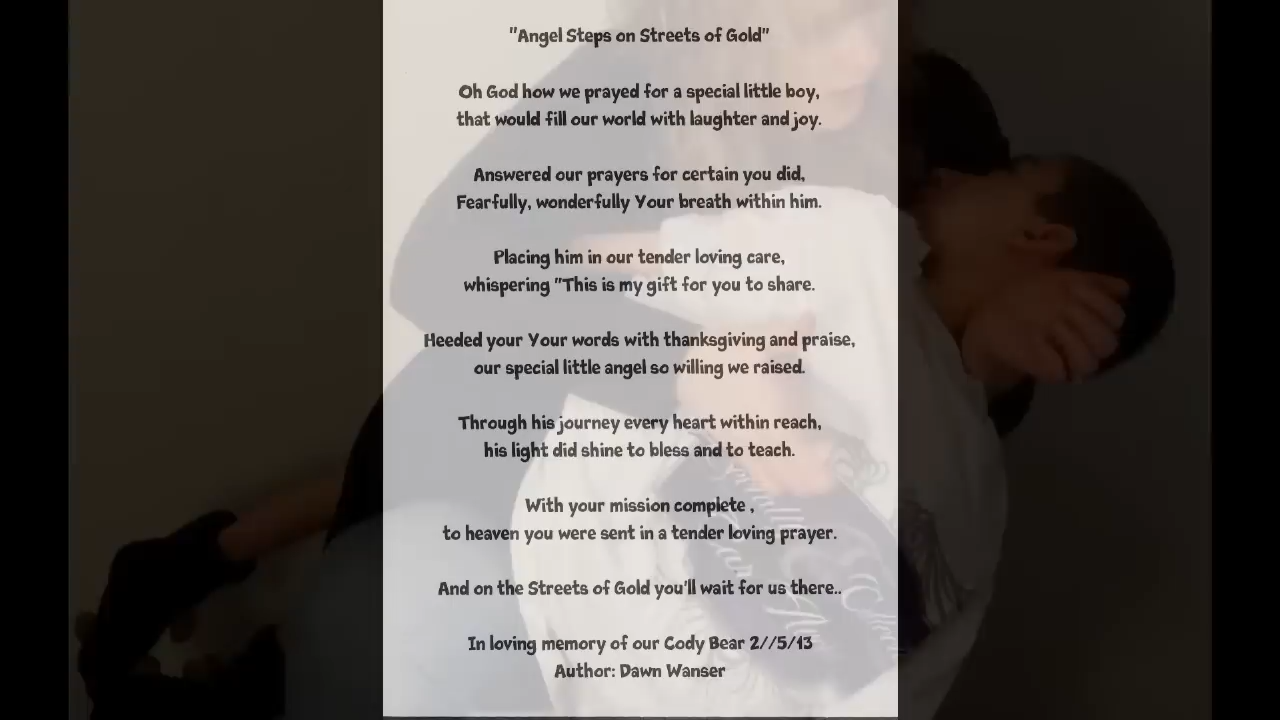 "Angel Steps on Streets of Gold"
Oh God how we prayed for a special little boy,
that would fill our world with laughter and joy.
Answered our prayers for certain you did,
Fearfully, wonderfully Your breath within him.
Placing him in our tender loving care,
whispering "This is my gift for you to share.
Heeded your Your words with thanksgiving and praise,
our special little angel so willing we raised.
Through his journey every heart within reach,
his light did shine to bless and to teach.
With your mission complete ,
to heaven you were sent in a tender loving prayer.
And on the Streets of Gold you'll wait for us there..
In loving memory of our Cody Bear 2//5/13
Author: Dawn Wanser